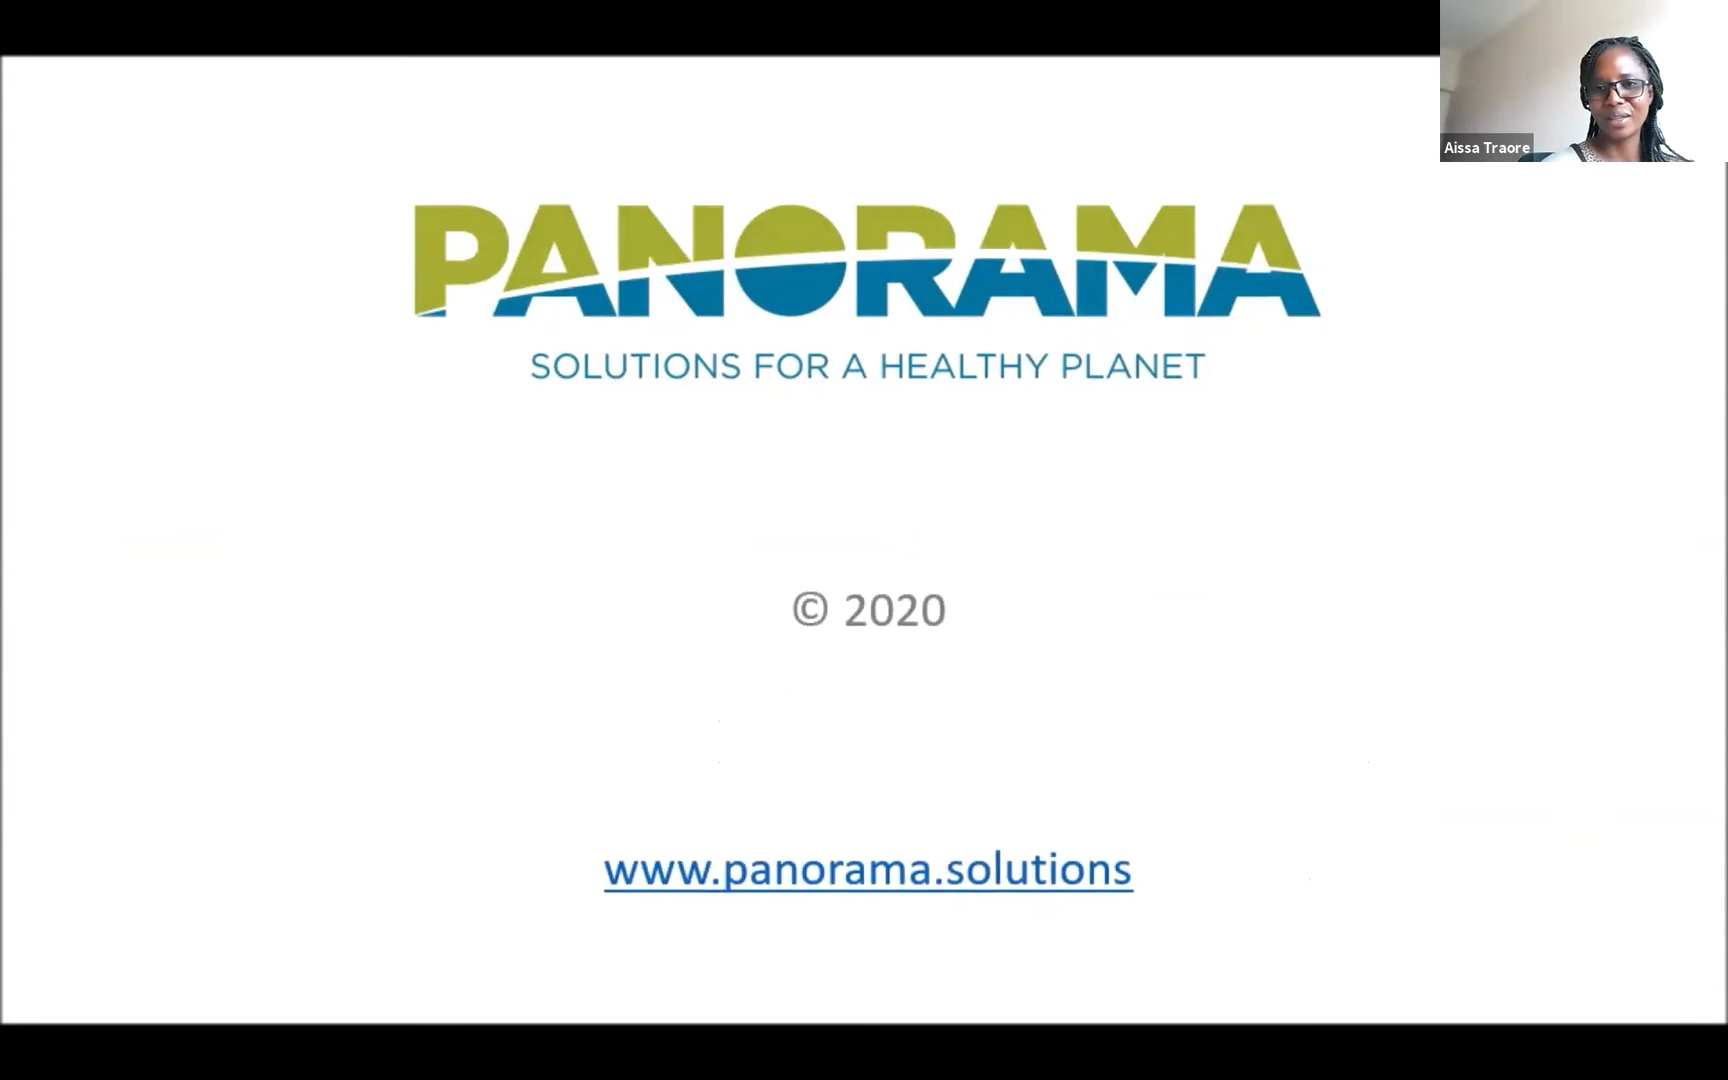 Aissa Traore
PANORAMA
SOLUTIONS FOR A HEALTHY PLANET
© 2020
www.panorama.solutions